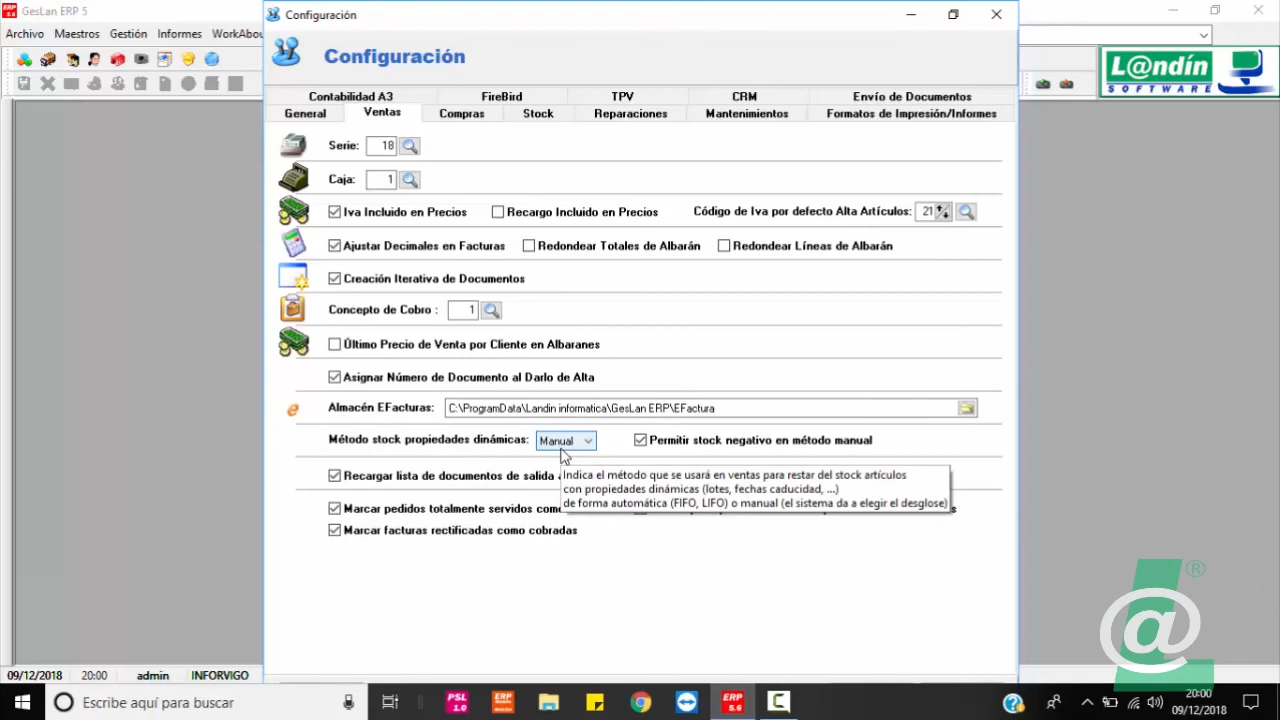 ERP 5.6 GesLan ERP 5
Archivo Maestros Gestión Informes WorkAbou
Configuración
Configuración
L@ndín
SOFTWARE
Contabilidad A3 FireBird TPV CRM Envío de Documentos
General Ventas Compras Stock Reparaciones Mantenimientos Formatos de Impresión/Informes
Serie: 18
Caja: 1
Iva Incluido en Precios Recargo Incluido en Precios Código de Iva por defecto Alta Artículos: 21
Ajustar Decimales en Facturas Redondear Totales de Albarán Redondear Líneas de Albarán
Creación Iterativa de Documentos
Concepto de Cobro : 1
Último Precio de Venta por Cliente en Albaranes
Asignar Número de Documento al Darlo de Alta
Almacén EFacturas: C:\ProgramData\Landin informatica\GesLan ERP\EFactura
Método stock propiedades dinámicas: Manual Permitir stock negativo en método manual
Recargar lista de documentos de salida
Indica el método que se usará en ventas para restar del stock artículos
con propiedades dinámicas (lotes, fechas caducidad, ...)
de forma automática (FIFO, LIFO) o manual (el sistema da a elegir el desglose)
Marcar pedidos totalmente servidos como
Marcar facturas rectificadas como cobradas
L@ ®
09/12/2018 20:00 admin INFORVIGO
Escribe aquí para buscar
PSL 1.0
ERP
ERP 5.6
20:00
09/12/2018